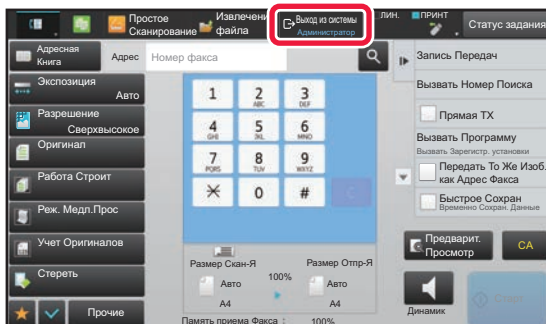 Простое
Сканирование
Извлечени
файла
Выход из системы
Администратор
ЛИН.
ПРИНТ
Статус задания
Адресная
Книга
Адрес
Номер факса
Экспозиция
Авто
Разрешение
Сверхвысокое
Оригинал
Работа Строит
Реж. Медл.Прос
Учет Оригиналов
Стереть
Прочие
1
2
ABC
3
DEF
4
GHI
5
JKL
6
MNO
7
PQRS
8
TUV
9
WXYZ
0
#
C
Размер Скан-Я
Размер Отпр-Я
100%
Авто
Авто
A4
A4
Память приема Факса :
100%
Запись Передач
Вызвать Номер Поиска
Прямая TX
Вызвать Программу
Вызвать Зарегистр. установки
Передать То Же Изоб.
как Адрес Факса
Быстрое Сохран
Временно Сохран. Данные
Предварит.
Просмотр
CA
Динамик
Старт